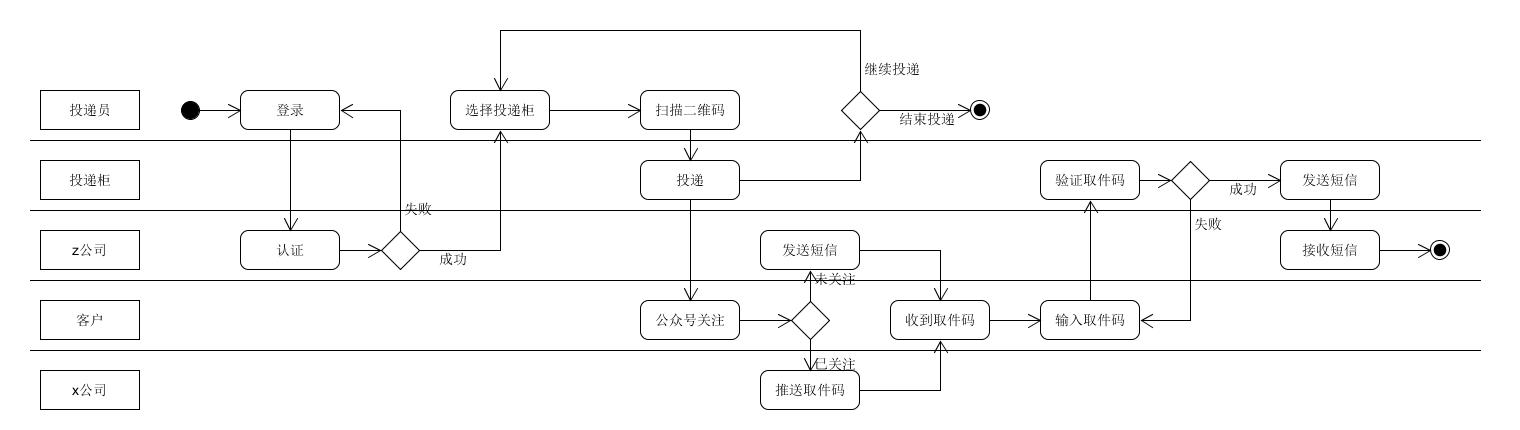 继续投递
投递员
登录
选择投递柜
扫描二维码
结束投递
投递柜
投递
验证取件码
成功
发送短信
失败
失败
z公司
认证
成功
发送短信
接收短信
未关注
客户
公众号关注
收到取件码
输入取件码
已关注
x公司
推送取件码